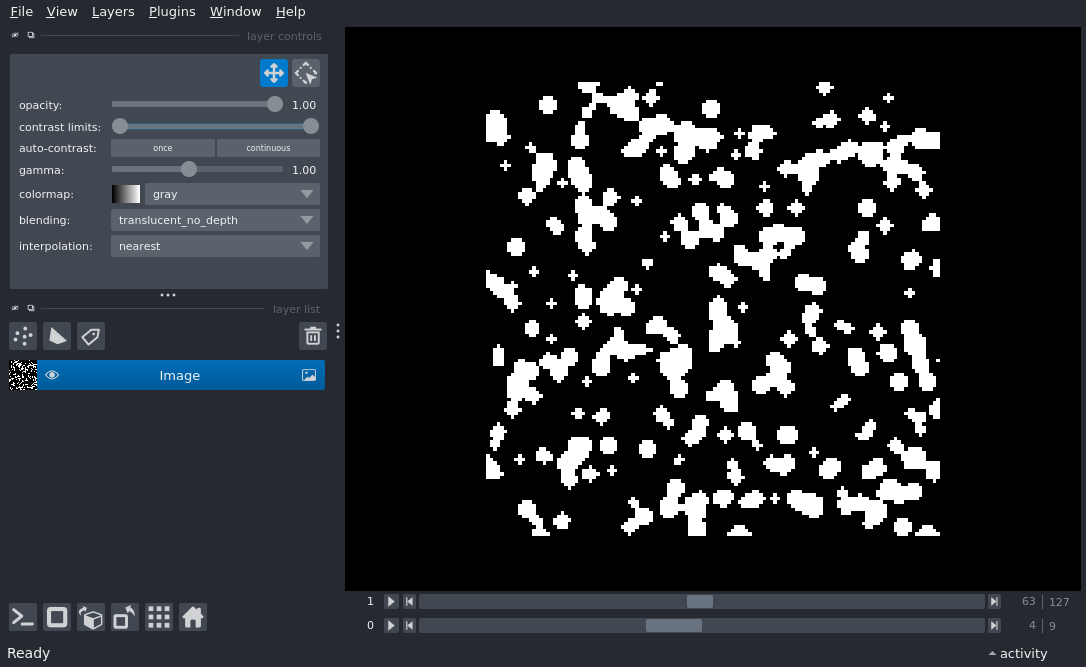 File View Layers Plugins Window Help
layer controls
opacity: 1.00
contrast limits:
auto-contrast: once continuous
gamma: 1.00
colormap: gray
blending: translucent_no_depth
interpolation: nearest
layer list
Image
1 63 127
0 4 9
Ready activity